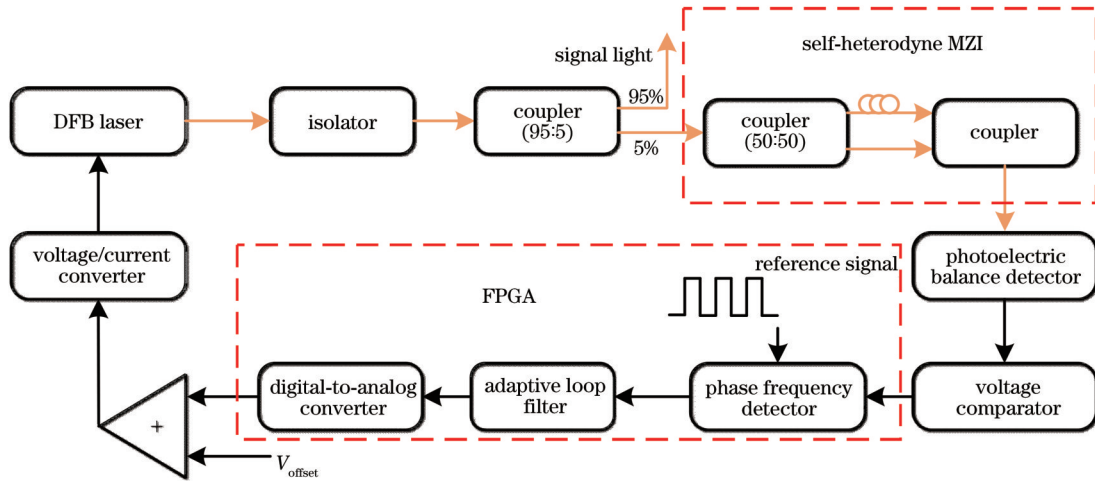 self-heterodyne MZI
signal light
95%
DFB laser
isolator
coupler
(95:5)
5%
coupler
(50:50)
coupler
voltage/current
converter
FPGA
reference signal
photoelectric
balance detector
digital-to-analog
converter
adaptive loop
filter
phase frequency
detector
voltage
comparator
+
Voffset